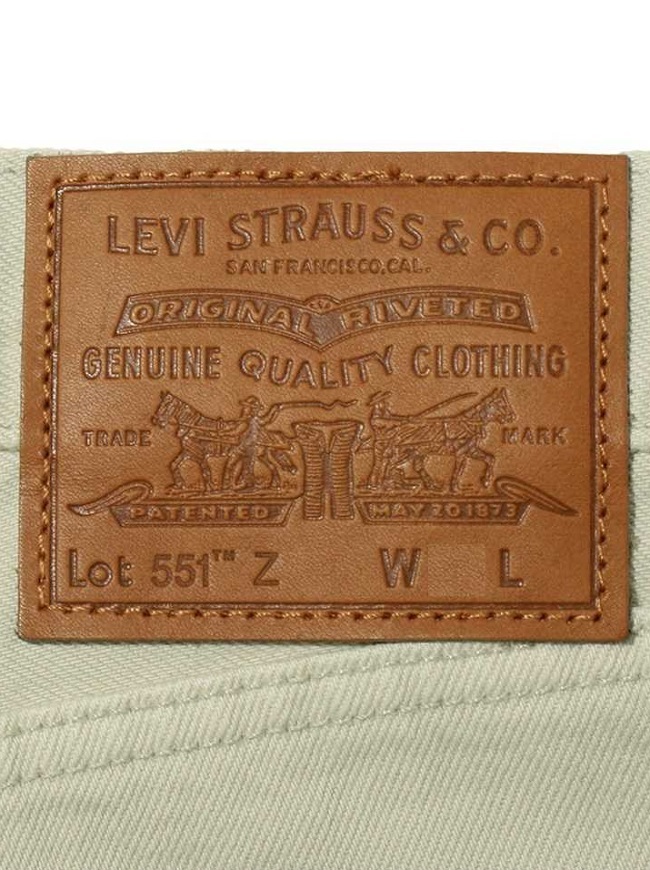 LEVI STRAUSS & CO.
SAN FRANCISCO, CAL.
ORIGINAL RIVETED
GENUINE QUALITY CLOTHING
TRADE MARK
PATENTED MAY 20 1873
Lot 551™ Z W L